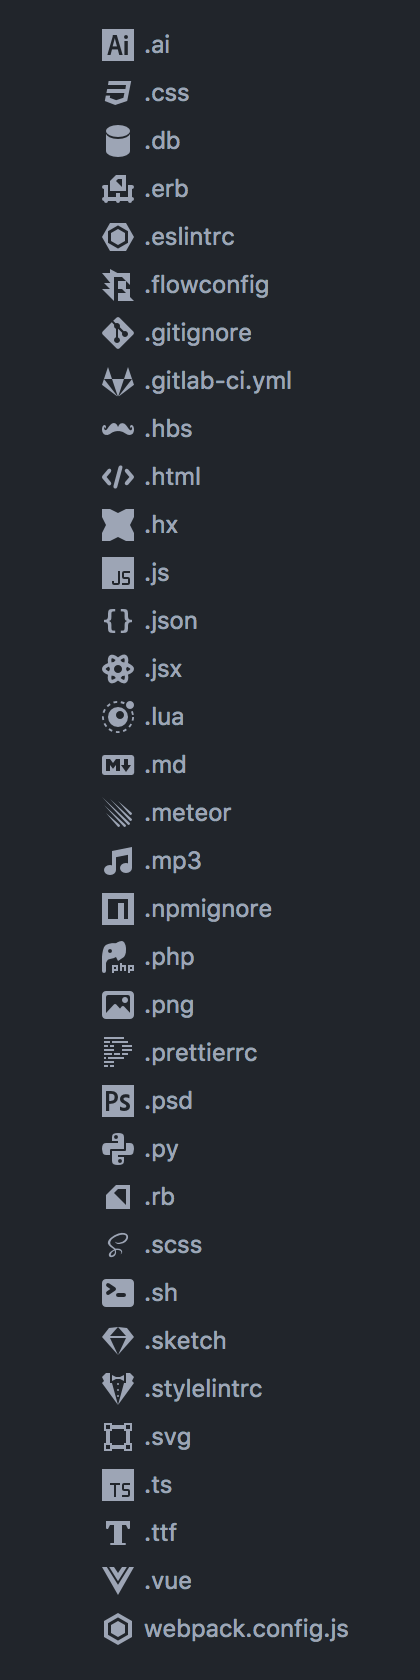 Ai .ai
.css
.db
.erb
.eslintrc
.flowconfig
.gitignore
.gitlab-ci.yml
.hbs
</> .html
.hx
JS .js
{} .json
.jsx
.lua
M .md
.meteor
.mp3
.npmignore
php .php
.png
.prettierrc
Ps .psd
.py
.rb
.scss
.sh
.sketch
.stylelintrc
.svg
TS .ts
T .ttf
.vue
webpack.config.js